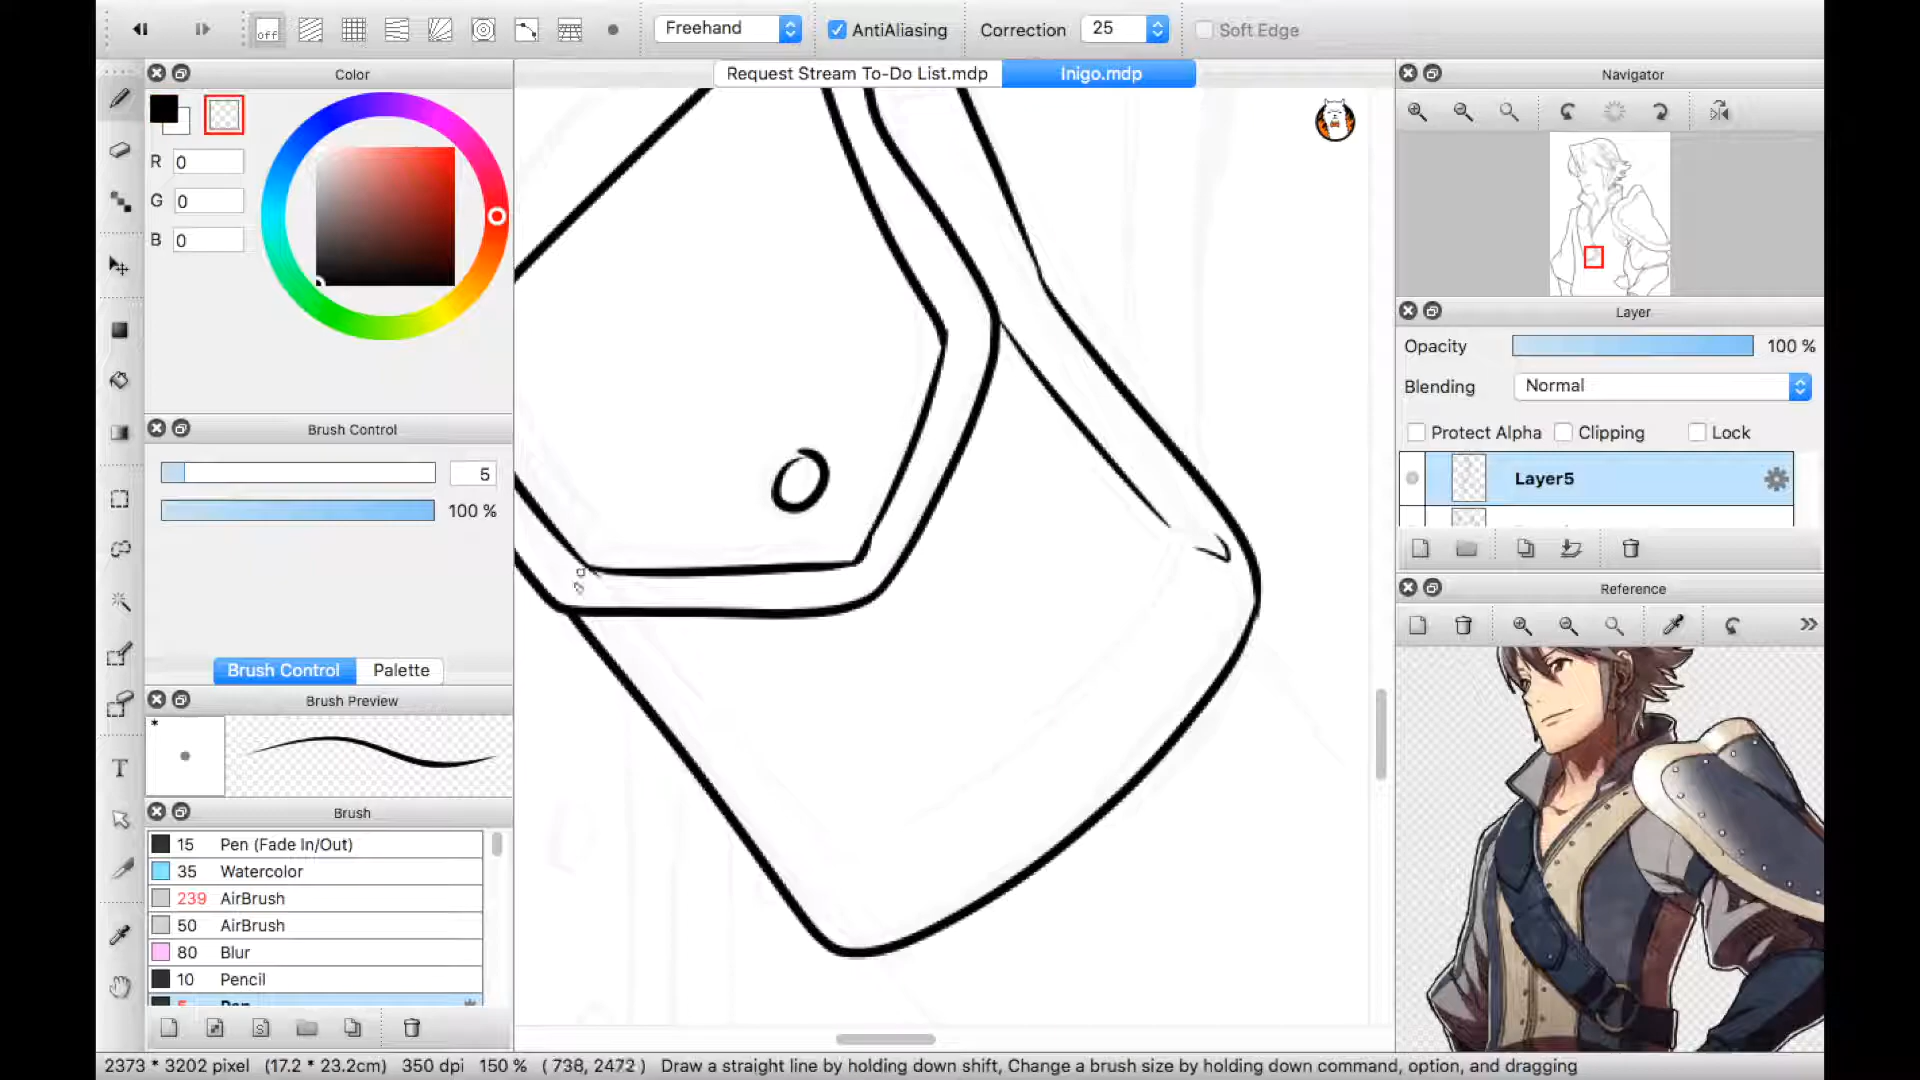 off
Freehand
AntiAliasing
Correction
25
Soft Edge
Color
Request Stream To-Do List.mdp
Inigo.mdp
Navigator
R
0
G
0
B
0
Layer
Opacity
100 %
Blending
Normal
Protect Alpha
Clipping
Lock
Brush Control
5
100 %
Layer5
Reference
Brush Control
Palette
Brush Preview
*
T
Brush
15 Pen (Fade In/Out)
35 Watercolor
239 AirBrush
50 AirBrush
80 Blur
10 Pencil
5 Pen
S
2373 * 3202 pixel (17.2 * 23.2cm) 350 dpi 150 % ( 738, 2472 ) Draw a straight line by holding down shift, Change a brush size by holding down command, option, and dragging